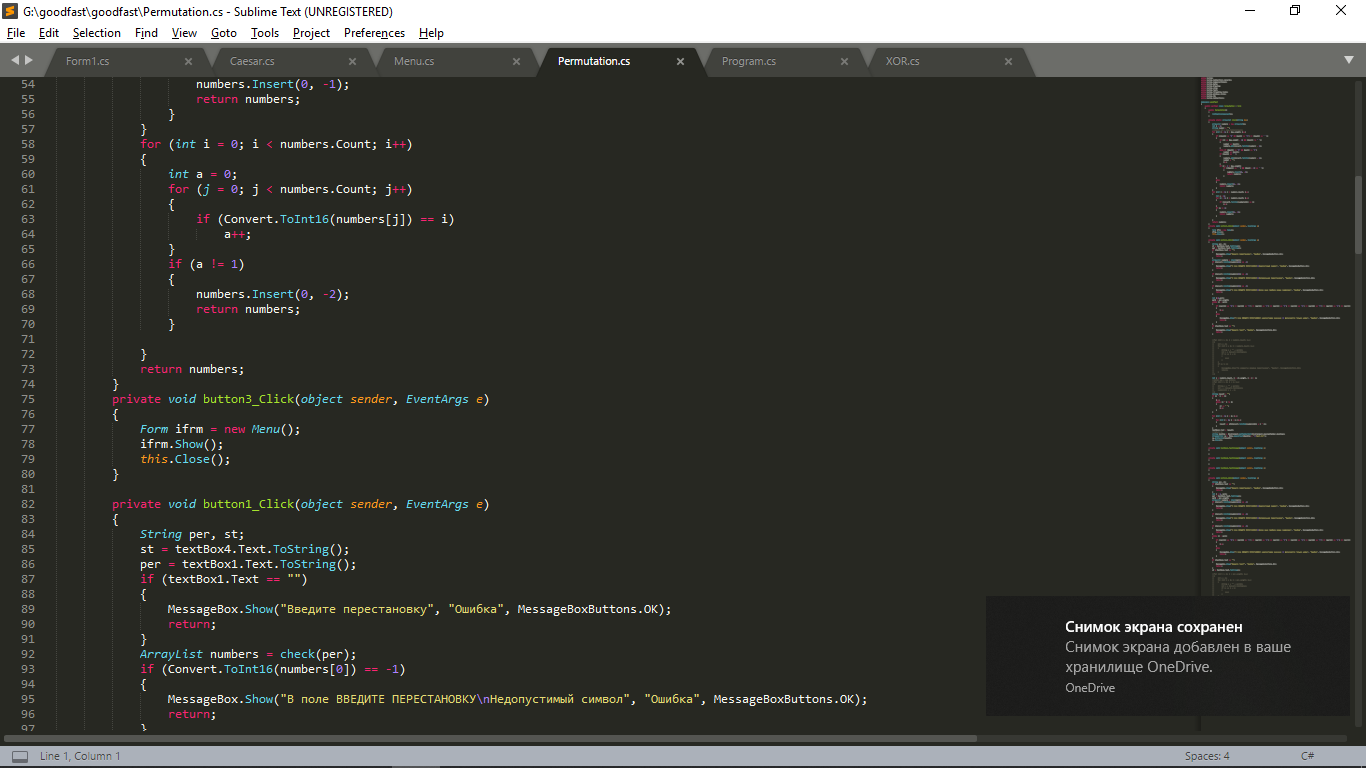 G:\goodfast\goodfast\Permutation.cs - Sublime Text (UNREGISTERED)
File Edit Selection Find View Goto Tools Project Preferences Help
Form1.cs Caesar.cs Menu.cs Permutation.cs Program.cs XOR.cs
54 numbers.Insert(0, -1);
55 return numbers;
56 }
57 }
58 for (int i = 0; i < numbers.Count; i++)
59 {
60 int a = 0;
61 for (j = 0; j < numbers.Count; j++)
62 {
63 if (Convert.ToInt16(numbers[j]) == i)
64 a++;
65 }
66 if (a != 1)
67 {
68 numbers.Insert(0, -2);
69 return numbers;
70 }
71
72 }
73 return numbers;
74 }
75 private void button3_Click(object sender, EventArgs e)
76 {
77 Form ifrm = new Menu();
78 ifrm.Show();
79 this.Close();
80 }
81
82 private void button1_Click(object sender, EventArgs e)
83 {
84 String per, st;
85 st = textBox4.Text.ToString();
86 per = textBox1.Text.ToString();
87 if (textBox1.Text == "")
88 {
89 MessageBox.Show("Введите перестановку", "Ошибка", MessageBoxButtons.OK);
90 return;
91 }
92 ArrayList numbers = check(per);
93 if (Convert.ToInt16(numbers[0]) == -1)
94 {
95 MessageBox.Show("В поле ВВЕДИТЕ ПЕРЕСТАНОВКУ\nНедопустимый символ", "Ошибка", MessageBoxButtons.OK);
96 return;
97 }
Снимок экрана сохранен
Снимок экрана добавлен в ваше
хранилище OneDrive.
OneDrive
Line 1, Column 1 Spaces: 4 C#